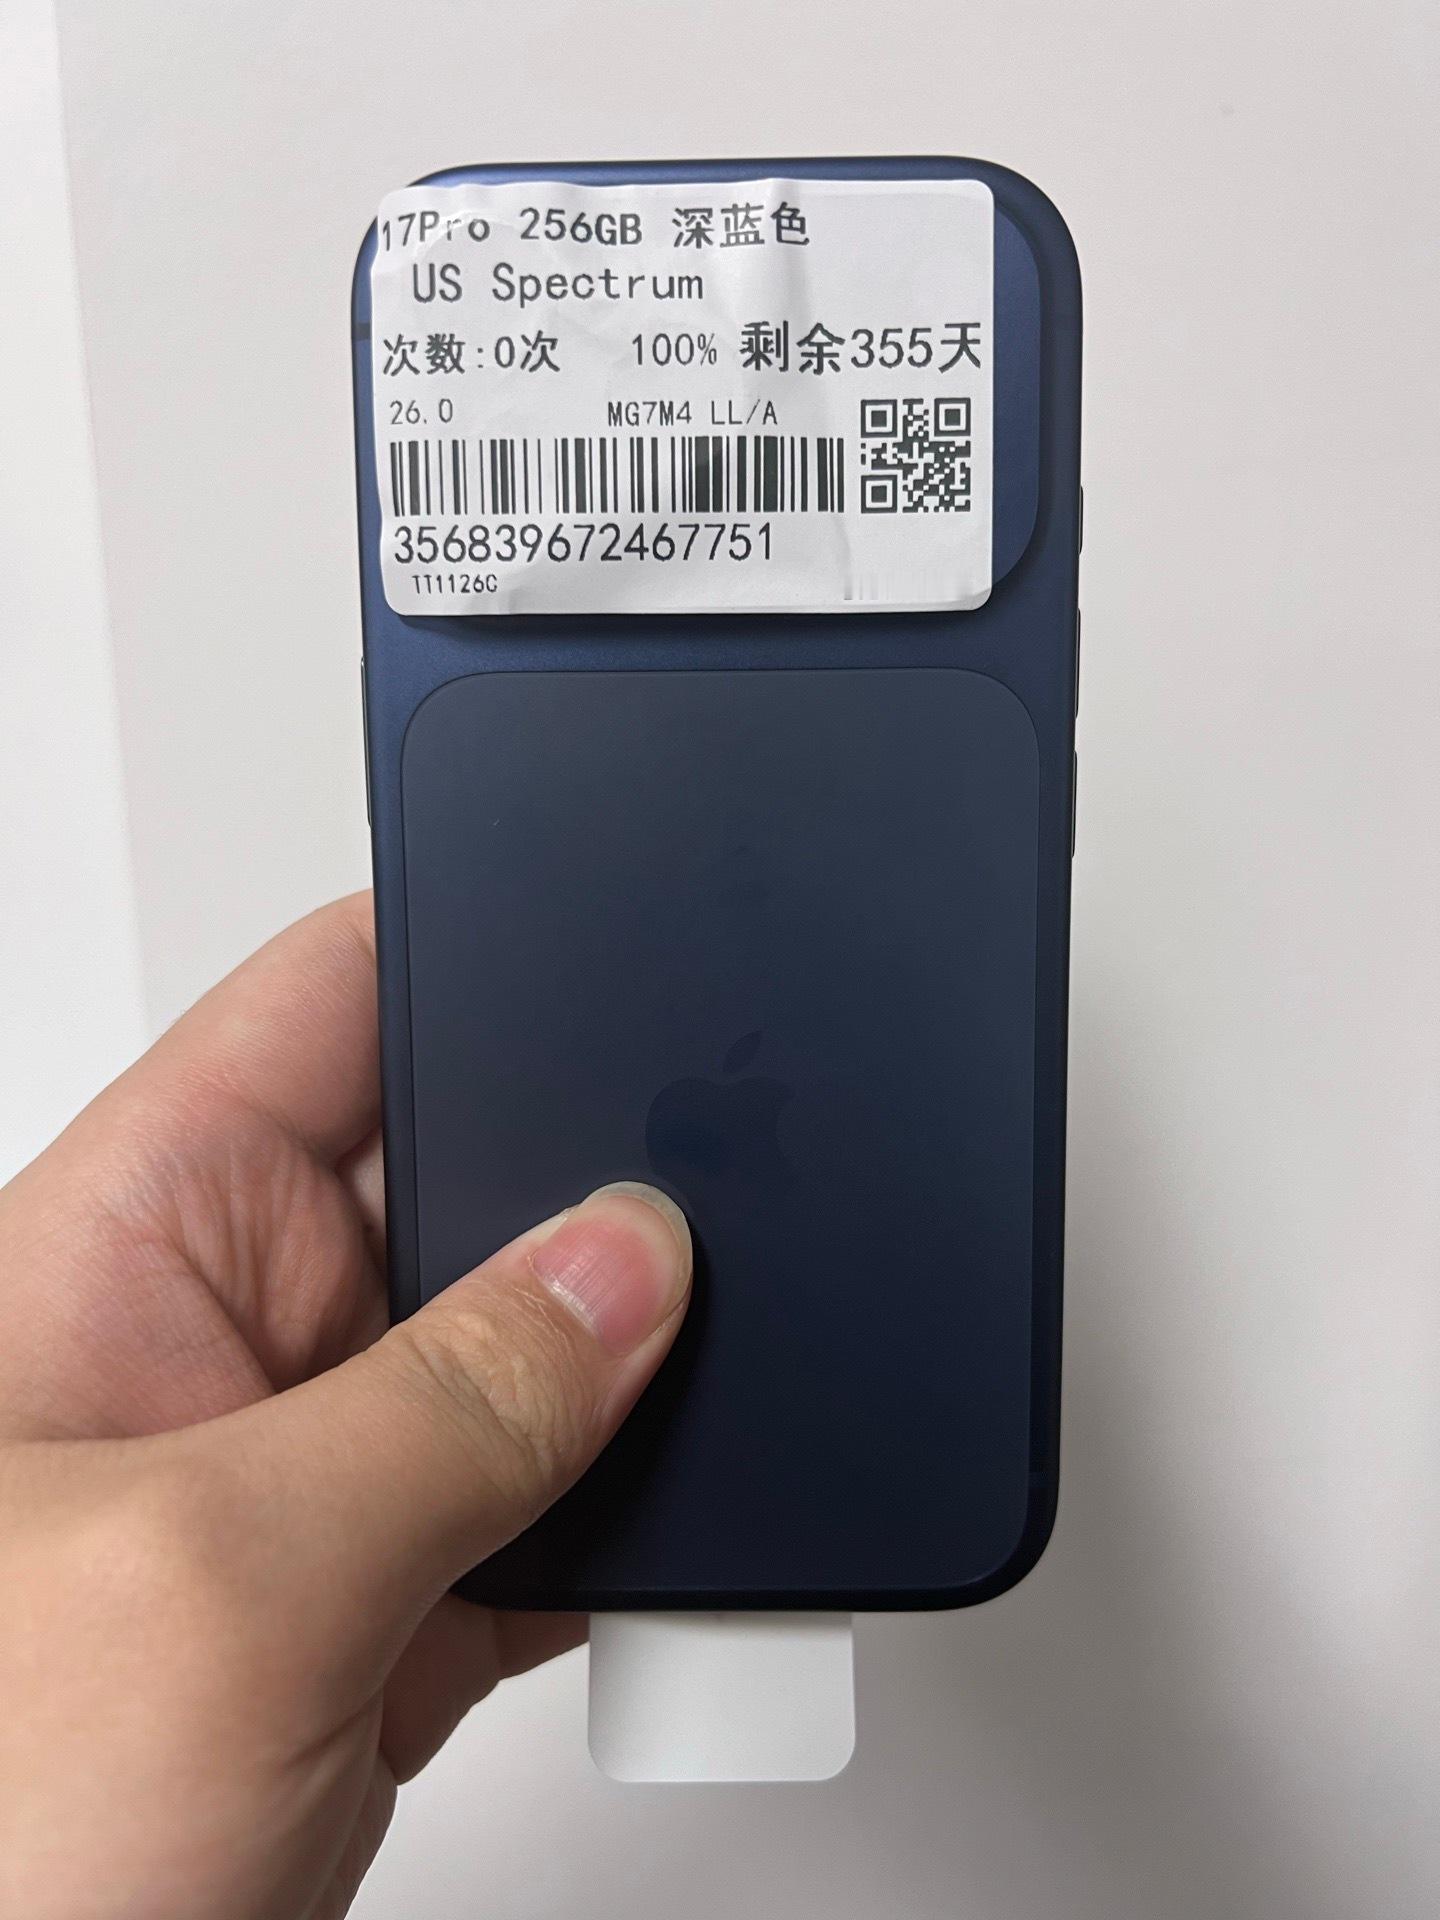 17Pro 256GB 深蓝色
US Spectrum
次数:0次 100% 剩余355天
26.0 MG7M4 LL/A
356839672467751
TT1126C